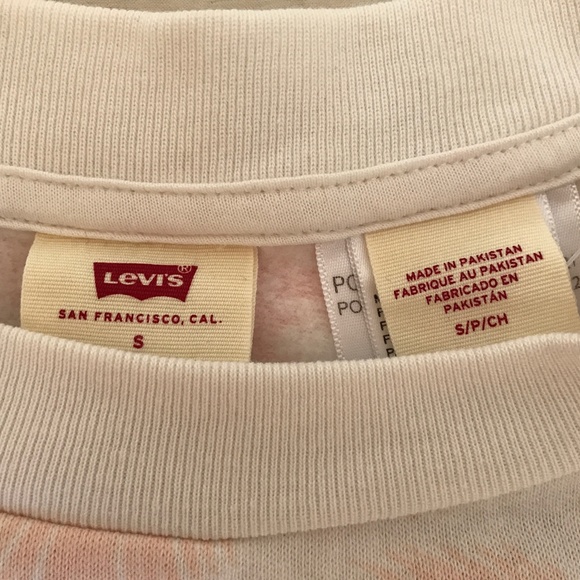 LEVI'S®
SAN FRANCISCO, CAL.
S
MADE IN PAKISTAN
FABRIQUE AU PAKISTAN
FABRICADO EN
PAKISTÁN
S/P/CH